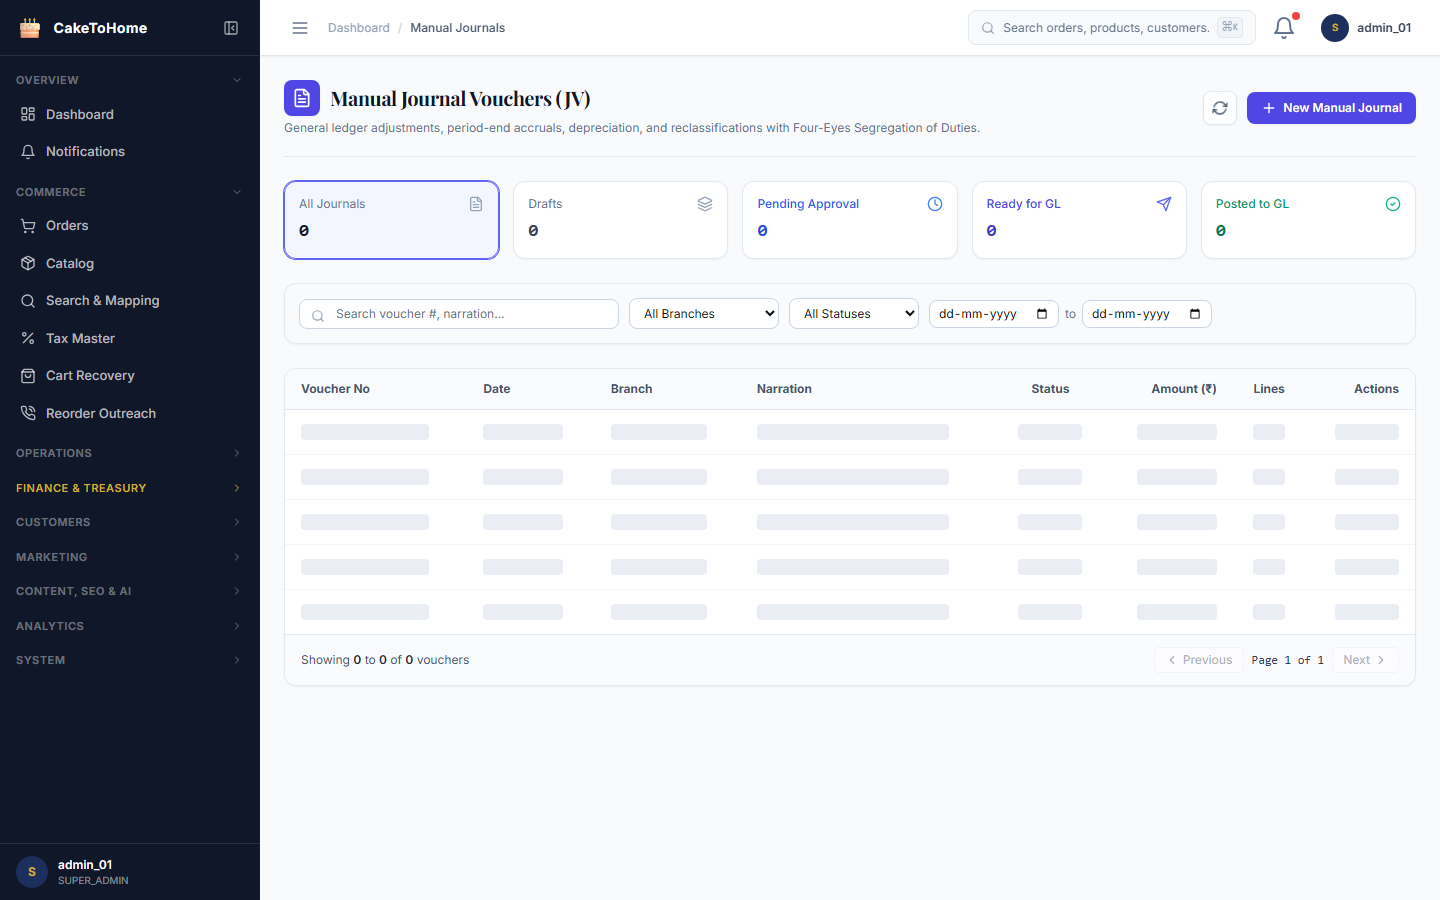 CakeToHome
OVERVIEW
Dashboard
Notifications
COMMERCE
Orders
Catalog
Search & Mapping
Tax Master
Cart Recovery
Reorder Outreach
OPERATIONS
FINANCE & TREASURY
CUSTOMERS
MARKETING
CONTENT, SEO & AI
ANALYTICS
SYSTEM
S
admin_01
SUPER_ADMIN
Dashboard / Manual Journals
Search orders, products, customers.
⌘K
S
admin_01
Manual Journal Vouchers (JV)
General ledger adjustments, period-end accruals, depreciation, and reclassifications with Four-Eyes Segregation of Duties.
New Manual Journal
All Journals
0
Drafts
0
Pending Approval
0
Ready for GL
0
Posted to GL
0
Search voucher #, narration...
All Branches
All Statuses
dd-mm-yyyy to dd-mm-yyyy
Voucher No Date Branch Narration Status Amount (₹) Lines Actions
Showing 0 to 0 of 0 vouchers
Previous Page 1 of 1 Next